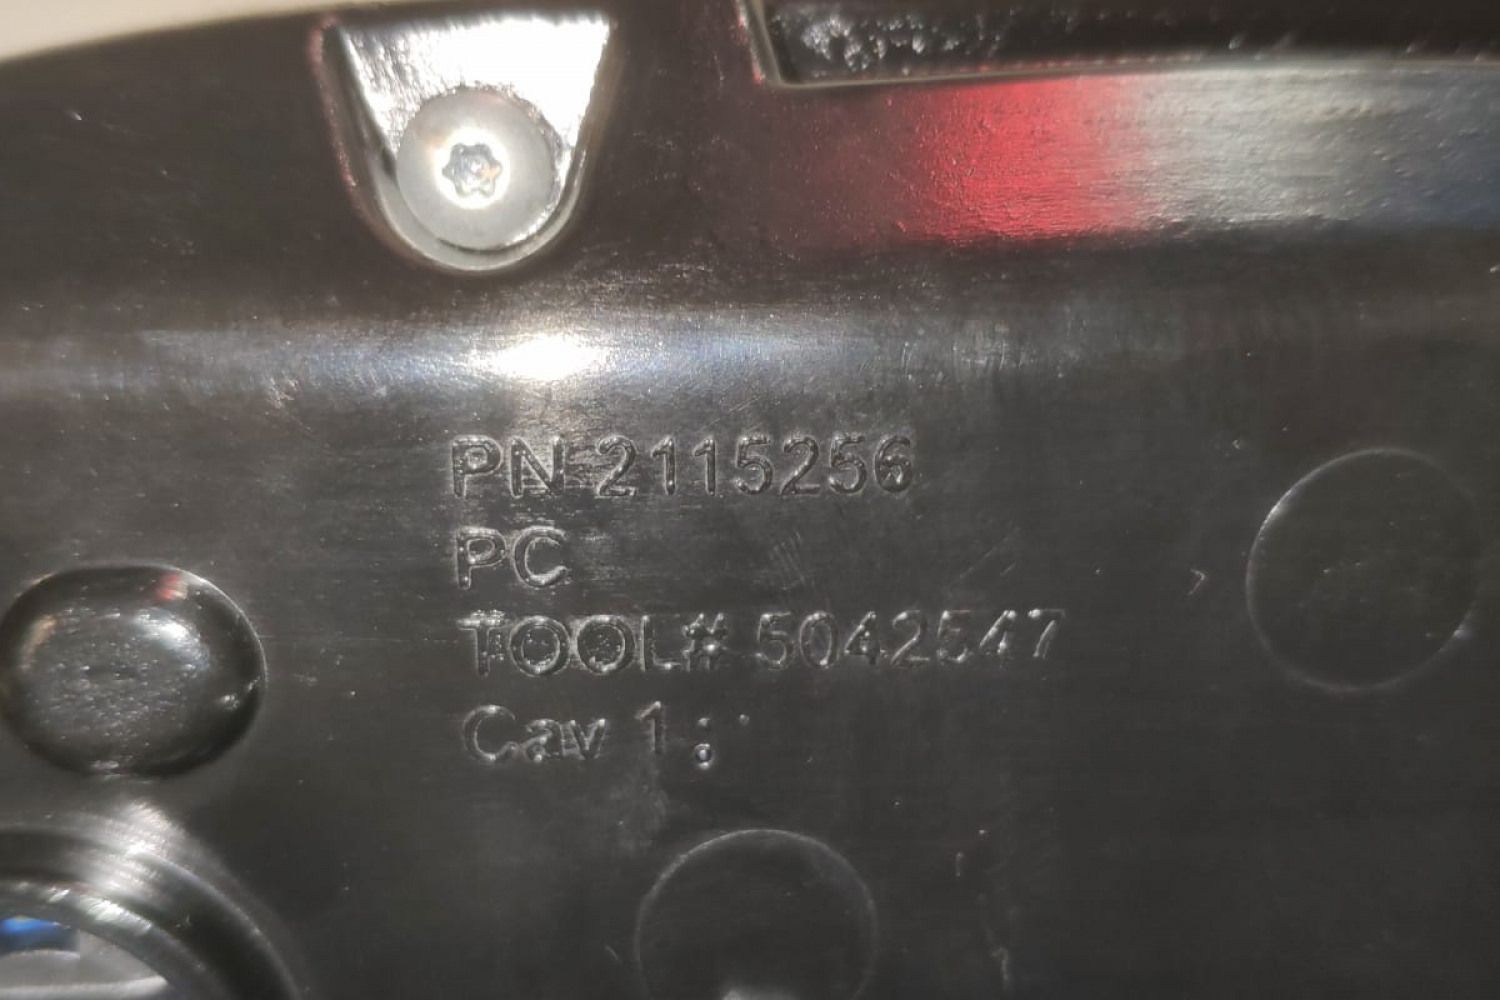 PN 2115256
PC
TOOL# 5042547
Cav 1